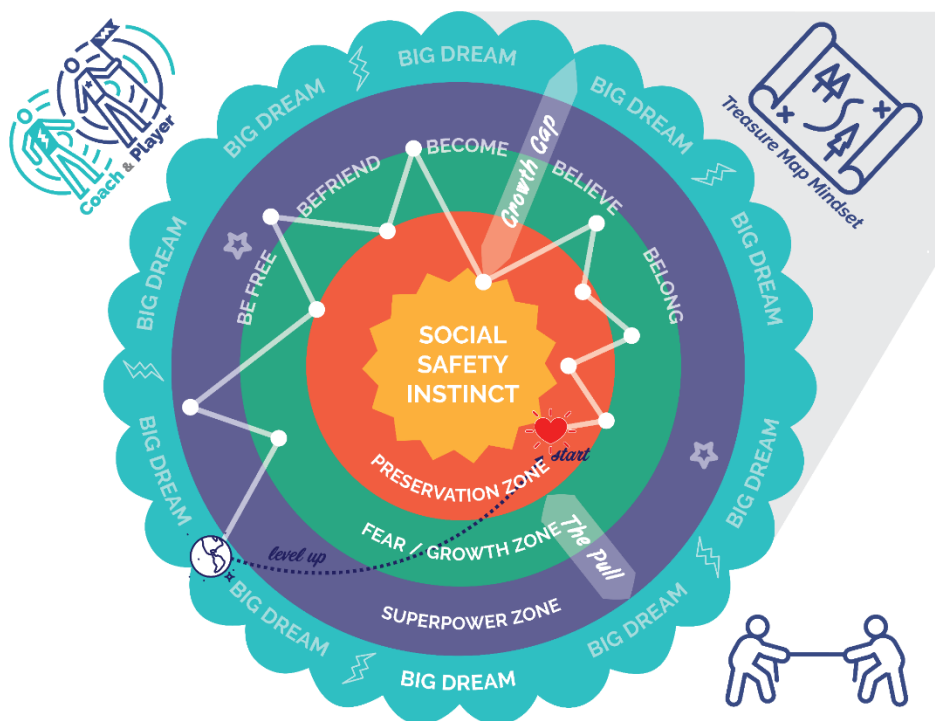 BIG DREAM
BIG DREAM
BIG DREAM
BIG DREAM
BIG DREAM
BIG DREAM
BIG DREAM
BIG DREAM
BIG DREAM
BIG DREAM
BIG DREAM
Coach & Player
Treasure Map Mindset
Growth Gap
BE FREE
BEFRIEND
BECOME
BELIEVE
BELONG
SOCIAL
SAFETY
INSTINCT
start
PRESERVATION ZONE
FEAR / GROWTH ZONE
The Pull
level up
SUPERPOWER ZONE